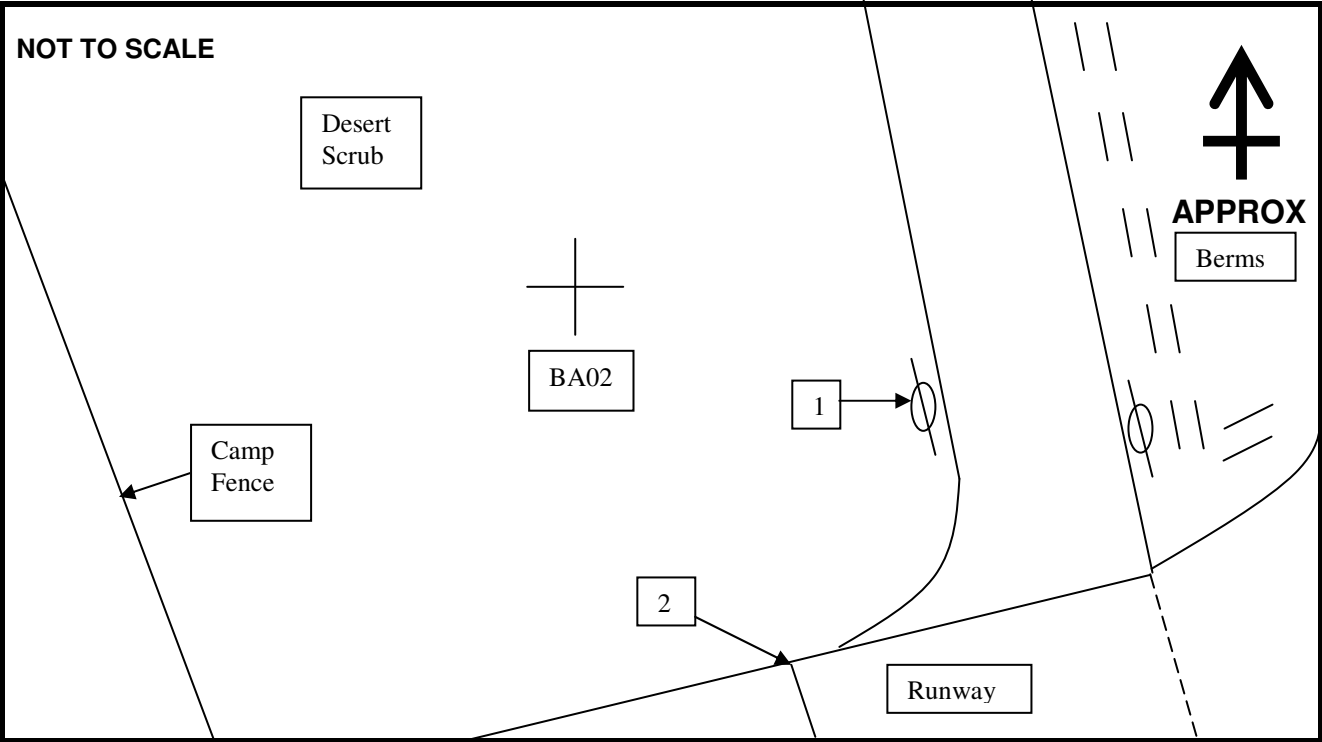 NOT TO SCALE
Desert
Scrub
APPROX
Berms
BA02
1
Camp
Fence
2
Runway